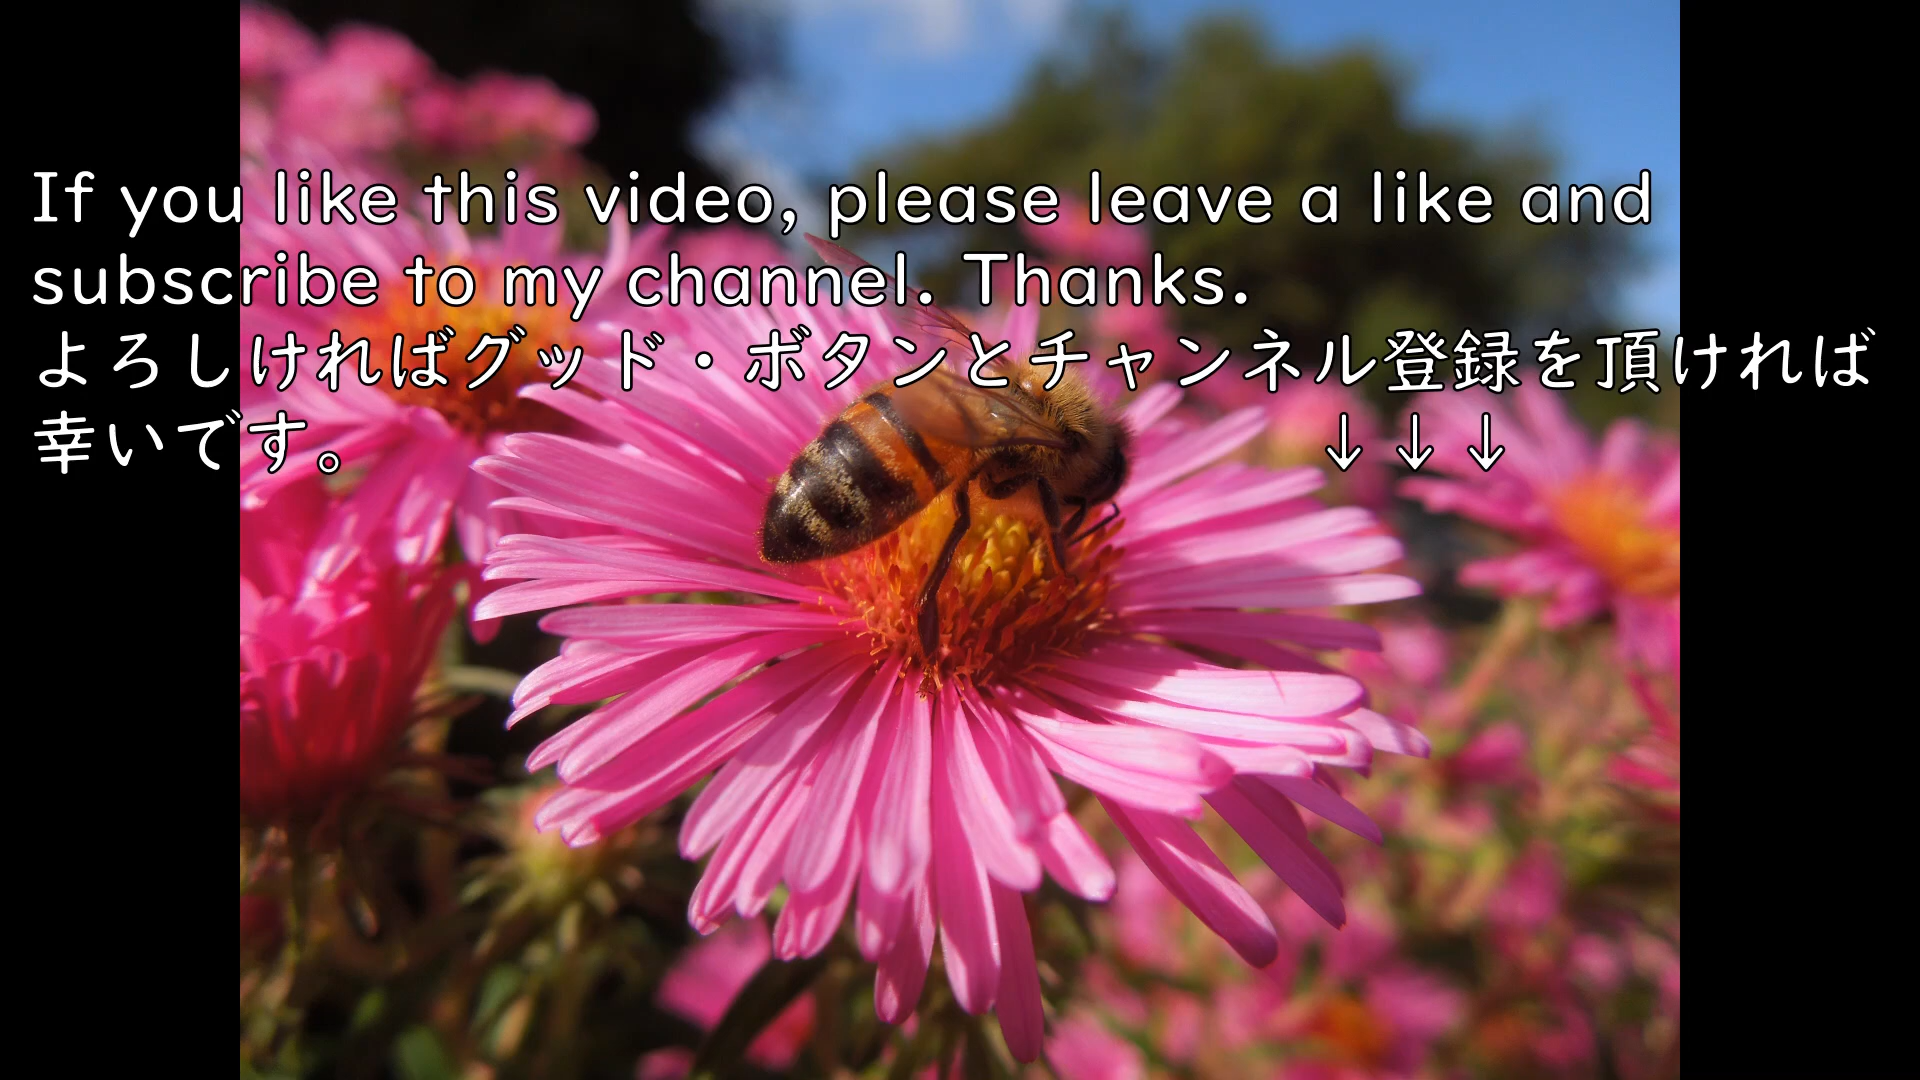 If you like this video, please leave a like and
subscribe to my channel. Thanks.
よろしければグッド・ボタンとチャンネル登録を頂ければ
幸いです。 ↓ ↓ ↓